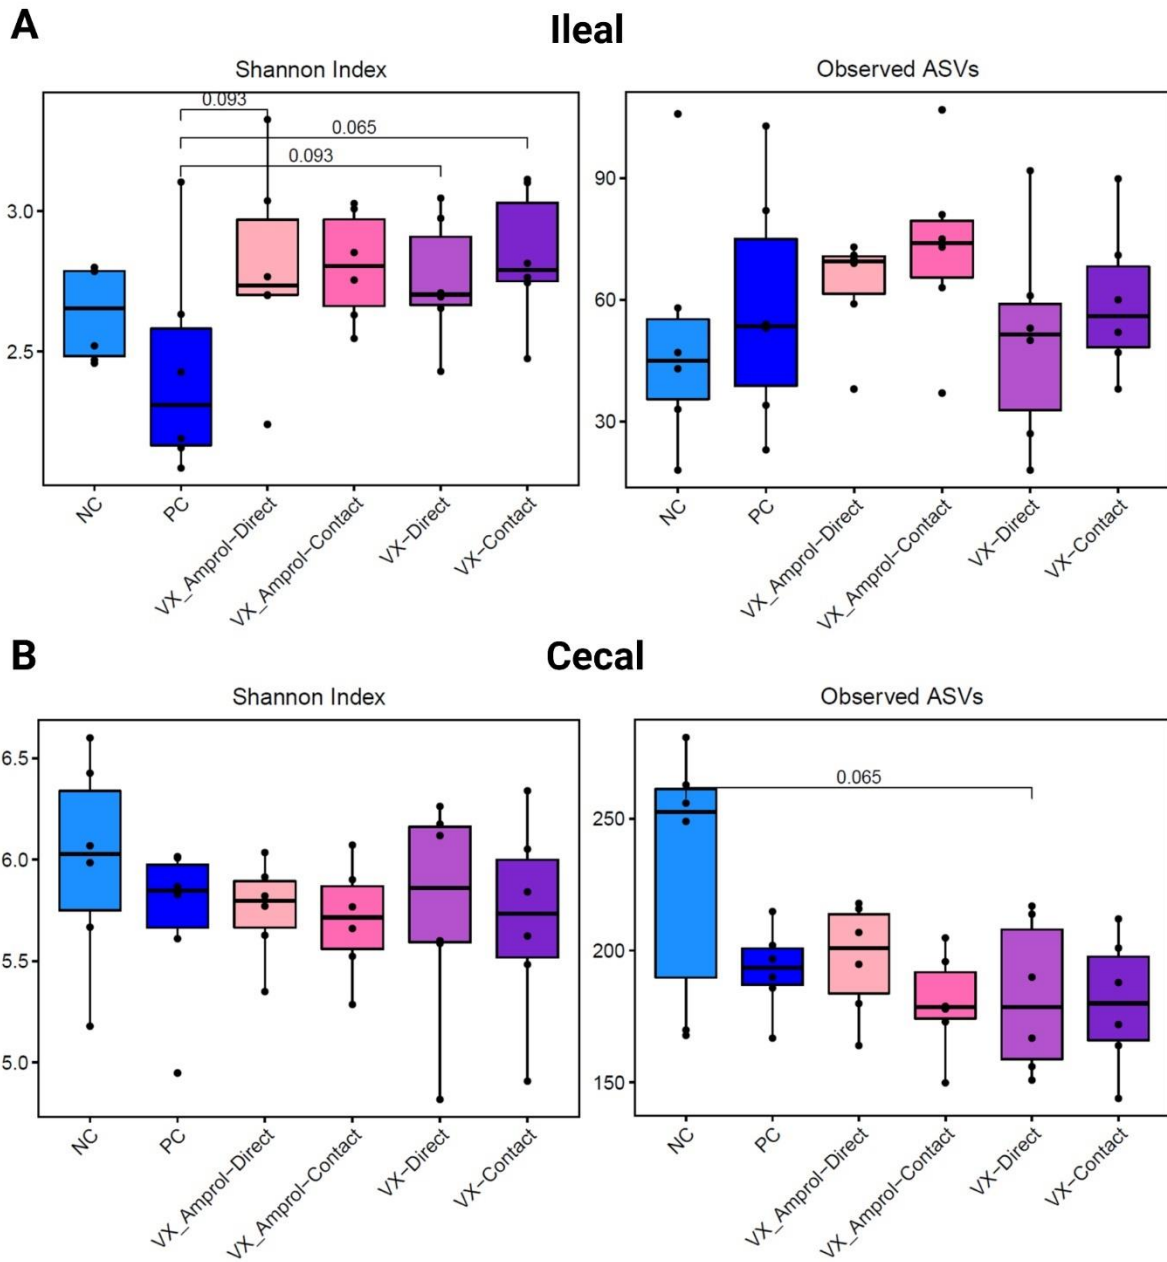 A
Ileal
Shannon Index
0.093
0.065
0.093
3.0
2.5
NC
PC
VX_Amprol-Direct
VX_Amprol-Contact
VX-Direct
VX-Contact
Observed ASVs
90
60
30
NC
PC
VX_Amprol-Direct
VX_Amprol-Contact
VX-Direct
VX-Contact
B
Cecal
Shannon Index
6.5
6.0
5.5
5.0
NC
PC
VX_Amprol-Direct
VX_Amprol-Contact
VX-Direct
VX-Contact
Observed ASVs
0.065
250
200
150
NC
PC
VX_Amprol-Direct
VX_Amprol-Contact
VX-Direct
VX-Contact